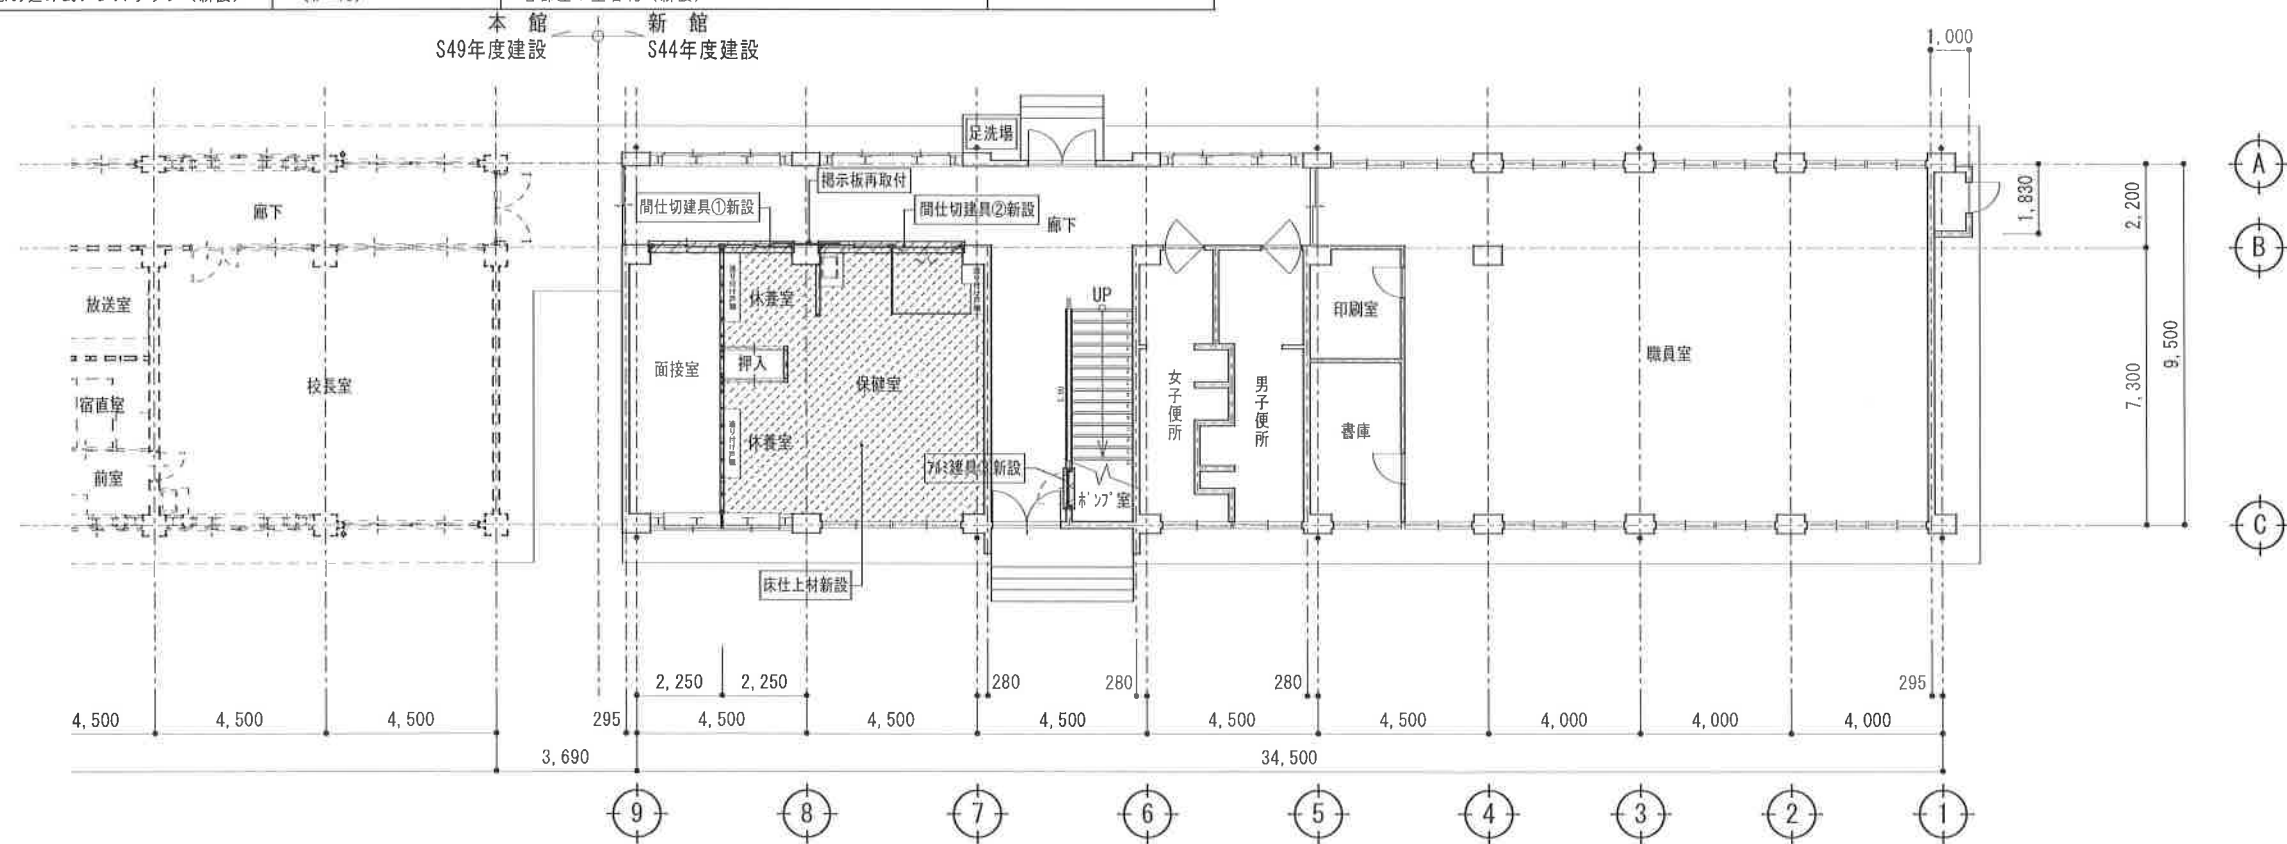 本館
新館
S49年度建設
S44年度建設
1,000
足洗場
掲示板再取付
間仕切建具①新設
間仕切建具②新設
廊下
廊下
A
1,830
2,200
B
放送室
休養室
UP
印刷室
面接室
押入
保健室
職員室
校長室
宿直室
女子便所
男子便所
書庫
7,300
9,500
休養室
前室
ポンプ室
C
床仕上材新設
2,250
2,250
280
280
280
295
4,500
4,500
4,500
295
4,500
4,500
4,500
4,500
4,500
4,000
4,000
4,000
3,690
34,500
9
8
7
6
5
4
3
2
1